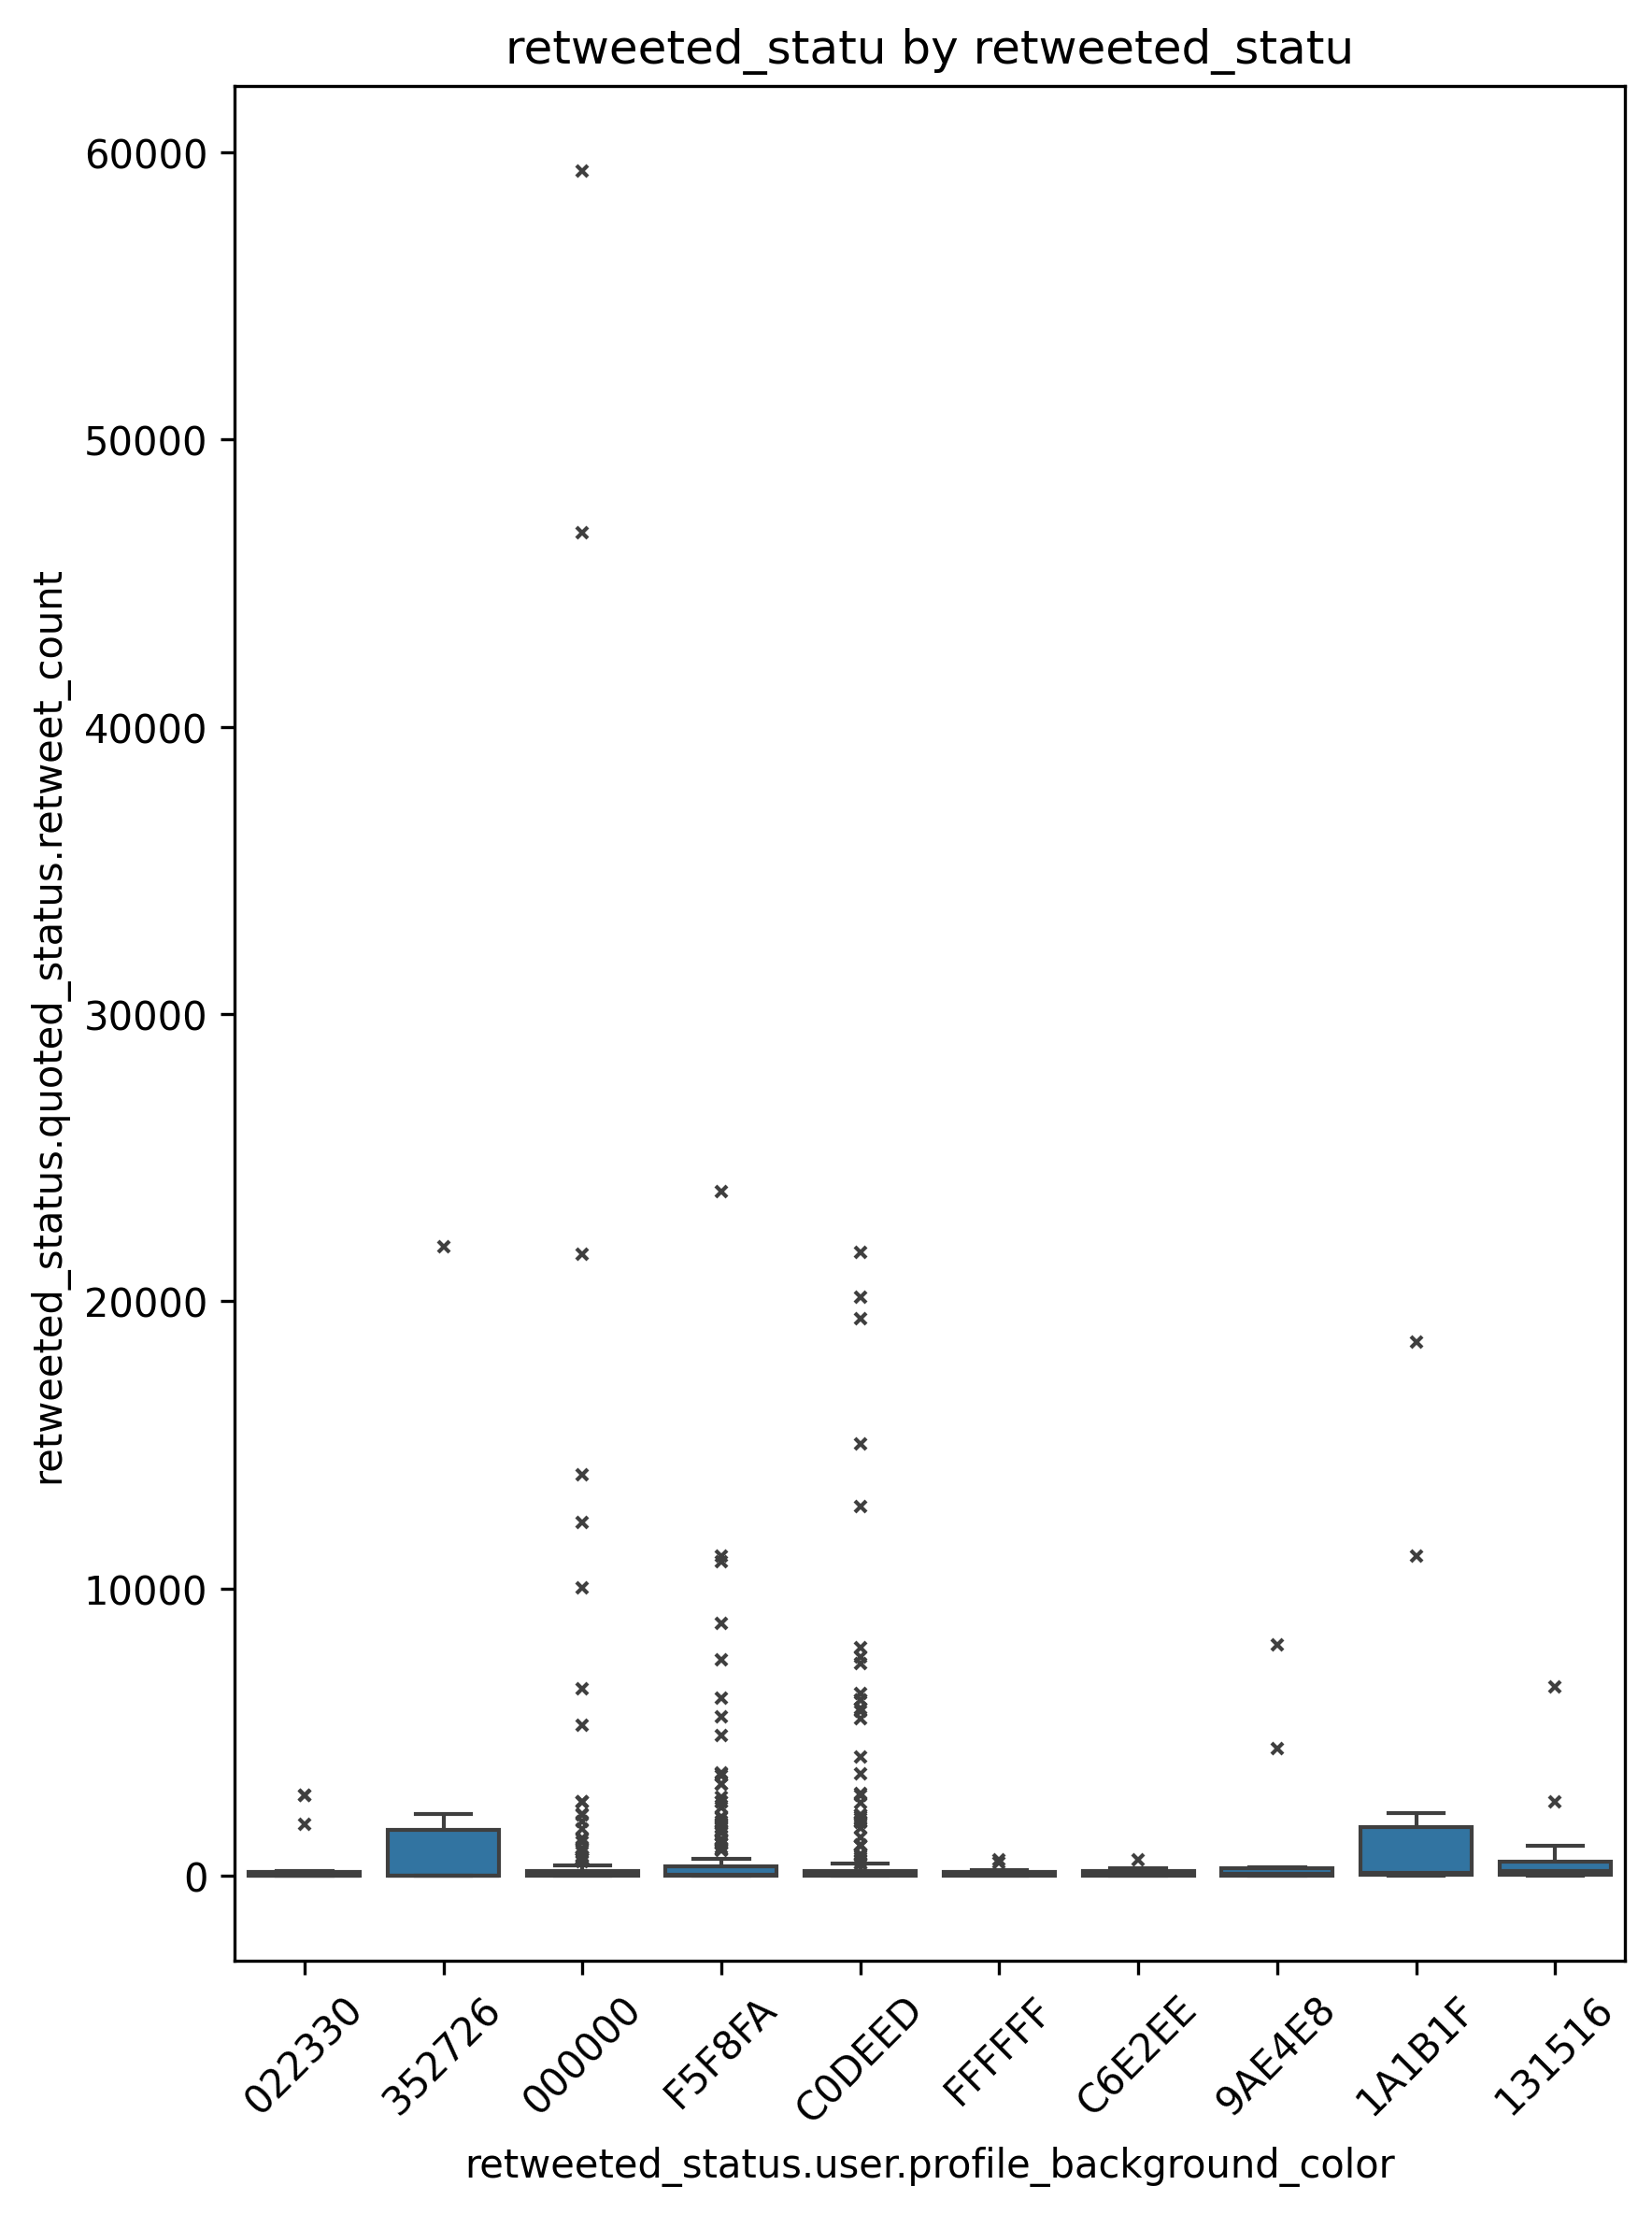 retweeted_statu by retweeted_statu
retweeted_status.quoted_status.retweet_count
60000
50000
40000
30000
20000
10000
0
022330
352726
000000
F5F8FA
C0DEED
FFFFFF
C6E2EE
9AE4E8
1A1B1F
131516
retweeted_status.user.profile_background_color